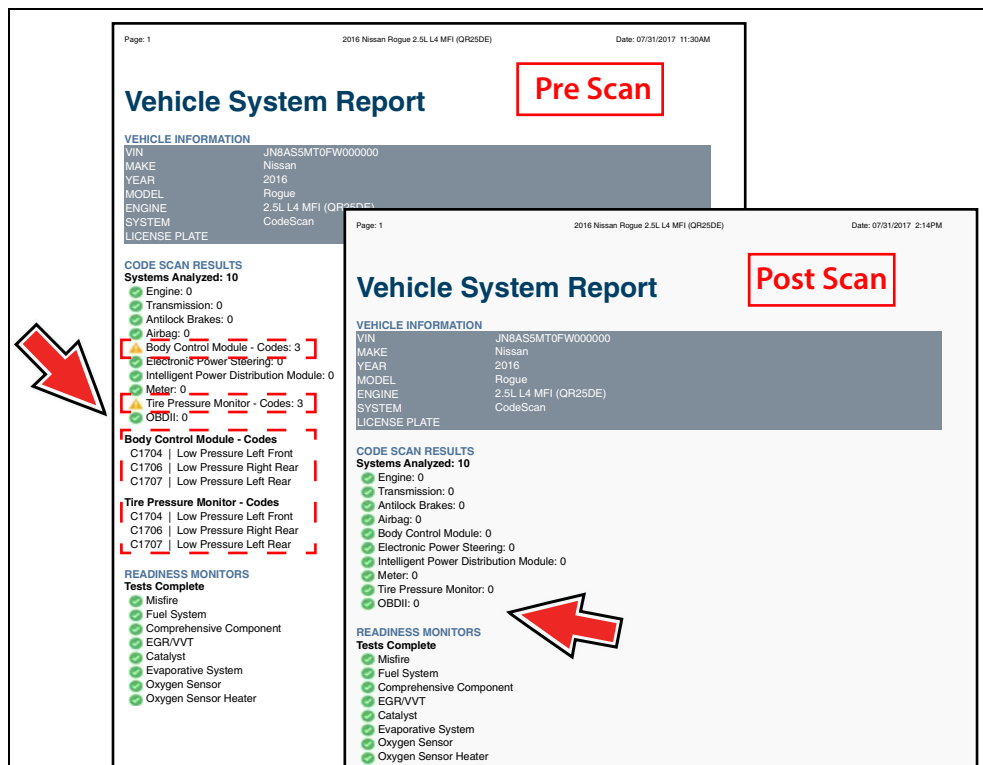 Page: 1 2016 Nissan Rogue 2.5L L4 MFI (QR25DE) Date: 07/31/2017 11:30AM
Pre Scan
Vehicle System Report
VEHICLE INFORMATION
VIN JN8AS5MT0FW000000
MAKE Nissan
YEAR 2016
MODEL Rogue
ENGINE 2.5L L4 MFI (QR25DE)
SYSTEM CodeScan
LICENSE PLATE
CODE SCAN RESULTS
Systems Analyzed: 10
Engine: 0
Transmission: 0
Antilock Brakes: 0
Airbag: 0
Body Control Module - Codes: 3
Electronic Power Steering: 0
Intelligent Power Distribution Module: 0
Meter: 0
Tire Pressure Monitor - Codes: 3
OBDII: 0
Body Control Module - Codes
C1704 | Low Pressure Left Front
C1706 | Low Pressure Right Rear
C1707 | Low Pressure Left Rear
Tire Pressure Monitor - Codes
C1704 | Low Pressure Left Front
C1706 | Low Pressure Right Rear
C1707 | Low Pressure Left Rear
READINESS MONITORS
Tests Complete
Misfire
Fuel System
Comprehensive Component
EGR/VVT
Catalyst
Evaporative System
Oxygen Sensor
Oxygen Sensor Heater
Page: 1 2016 Nissan Rogue 2.5L L4 MFI (QR25DE) Date: 07/31/2017 2:14PM
Post Scan
Vehicle System Report
VEHICLE INFORMATION
VIN JN8AS5MT0FW000000
MAKE Nissan
YEAR 2016
MODEL Rogue
ENGINE 2.5L L4 MFI (QR25DE)
SYSTEM CodeScan
LICENSE PLATE
CODE SCAN RESULTS
Systems Analyzed: 10
Engine: 0
Transmission: 0
Antilock Brakes: 0
Airbag: 0
Body Control Module: 0
Electronic Power Steering: 0
Intelligent Power Distribution Module: 0
Meter: 0
Tire Pressure Monitor: 0
OBDII: 0
READINESS MONITORS
Tests Complete
Misfire
Fuel System
Comprehensive Component
EGR/VVT
Catalyst
Evaporative System
Oxygen Sensor
Oxygen Sensor Heater